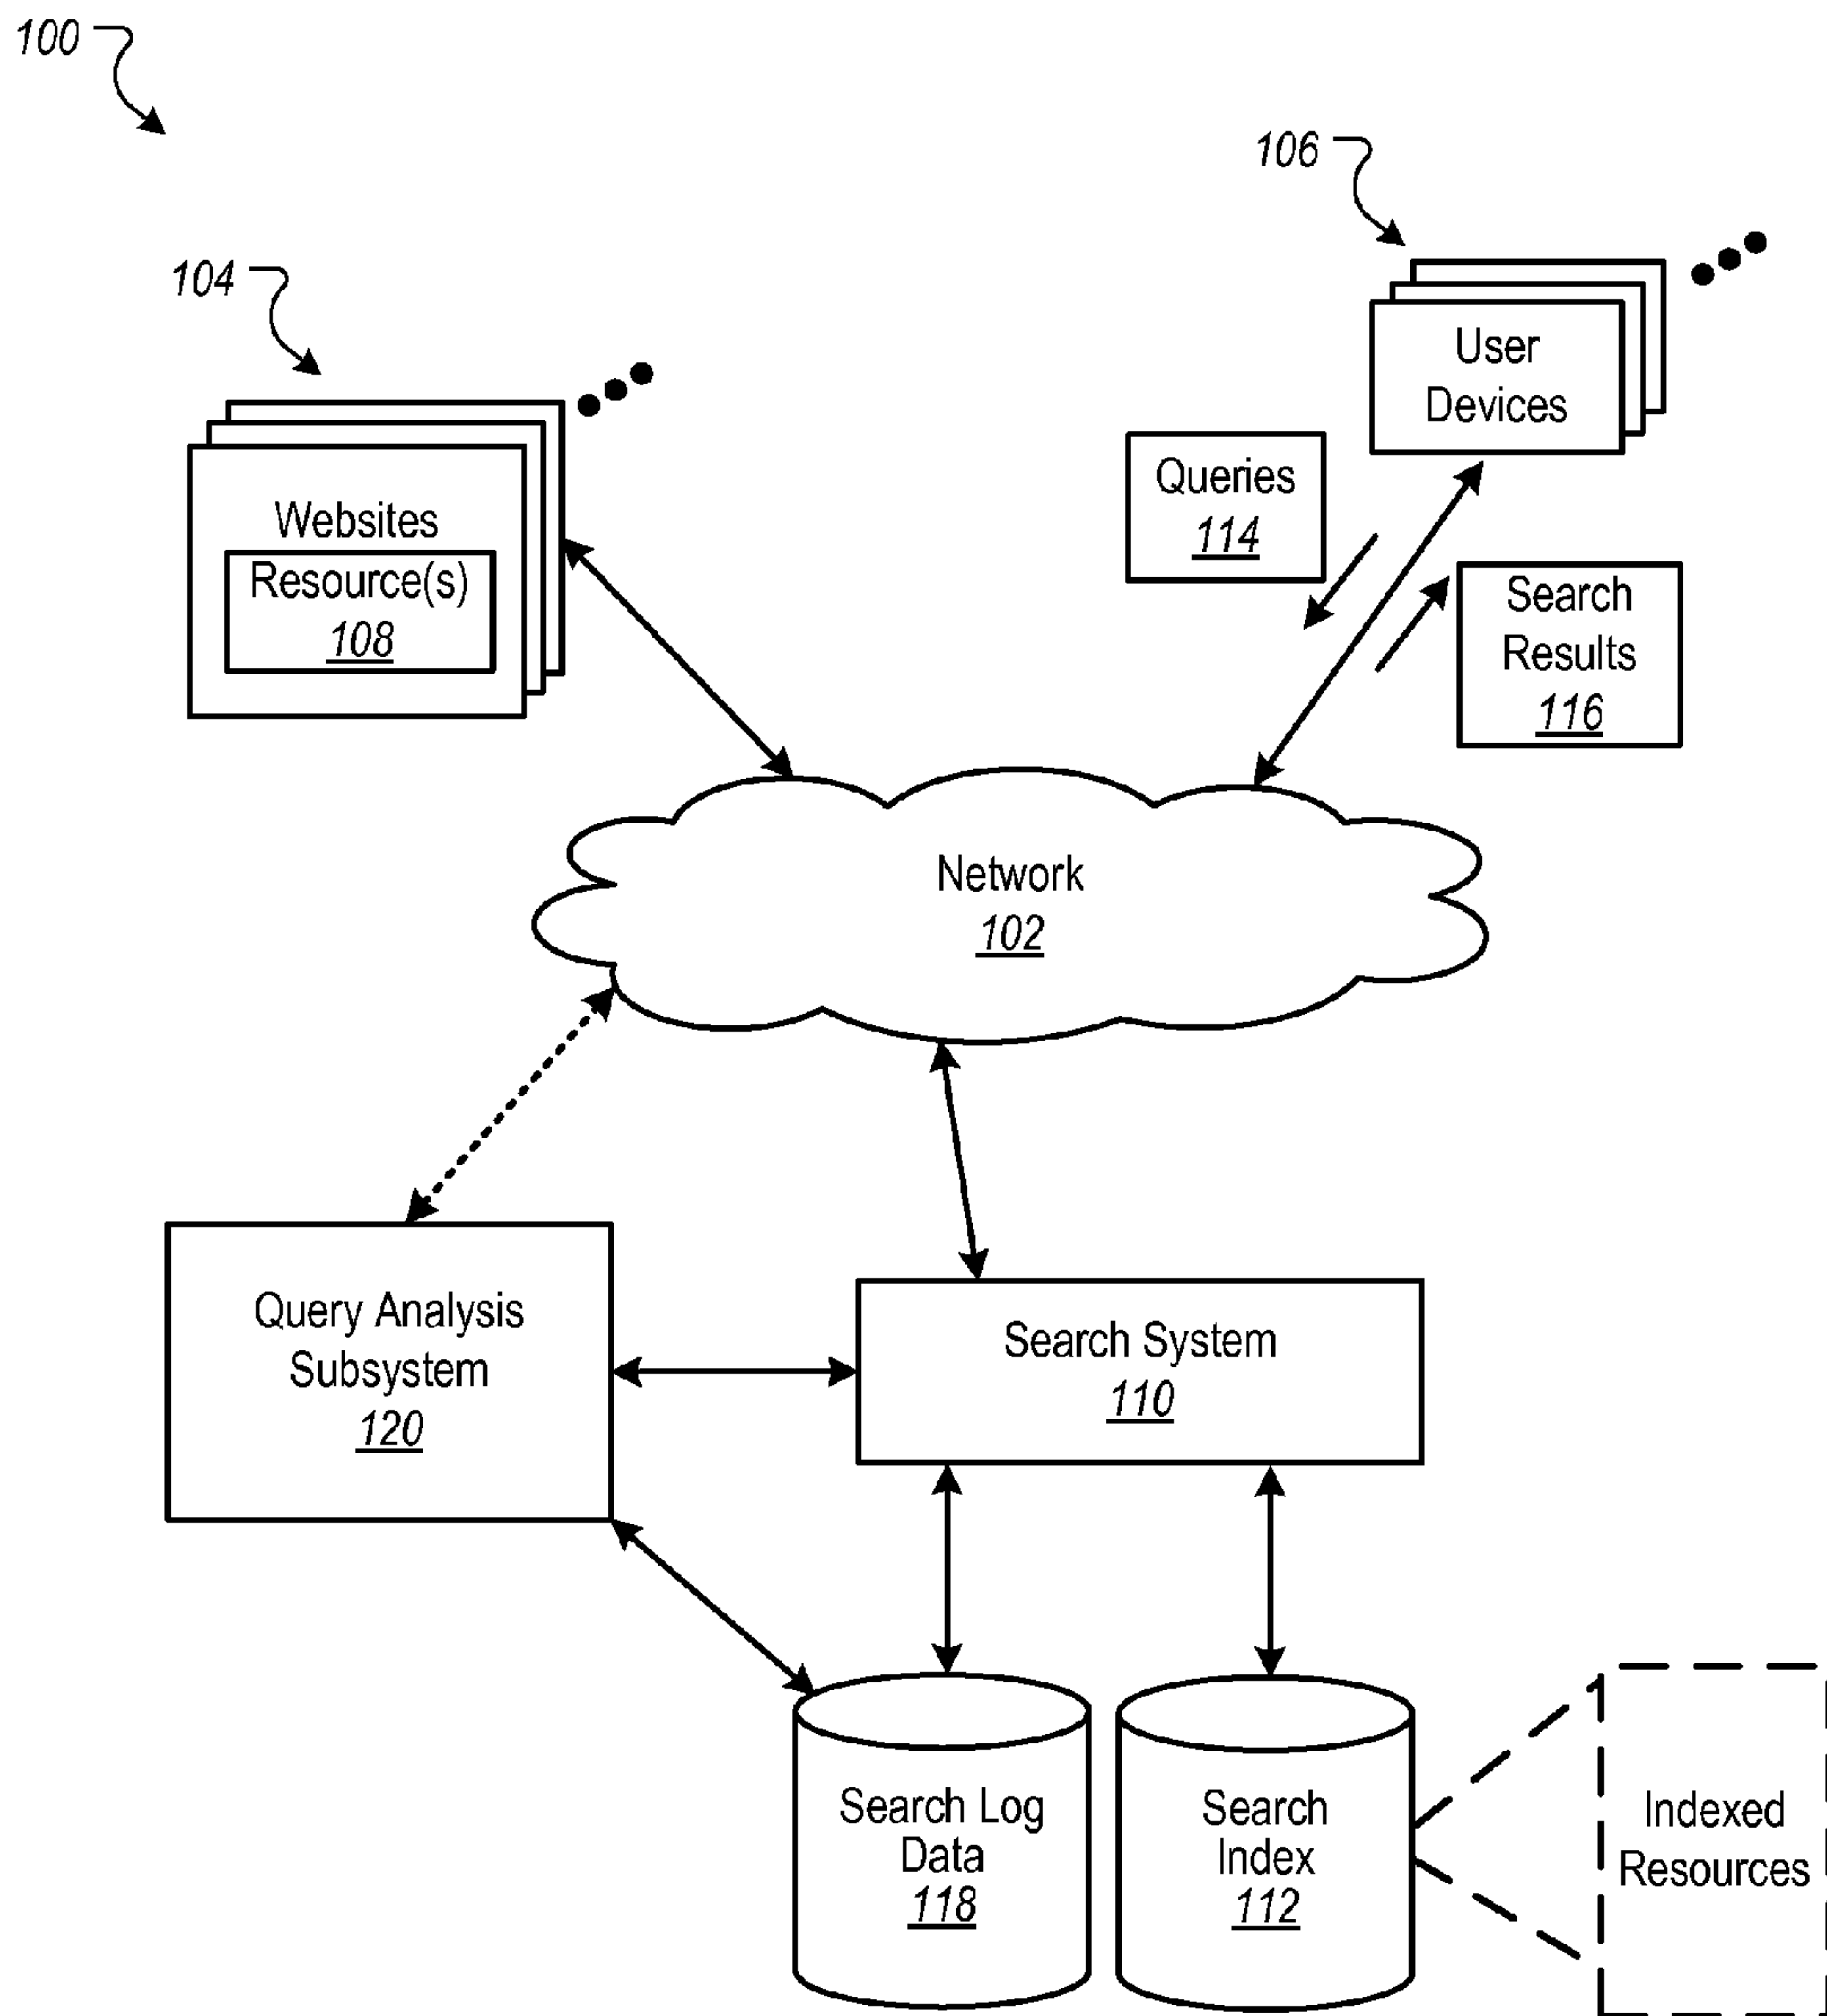 100
106
104
User
Devices
Queries
114
Websites
Resource(s)
108
Search
Results
116
Network
102
Query Analysis
Subsystem
120
Search System
110
Search Log
Data
118
Search
Index
112
Indexed
Resources